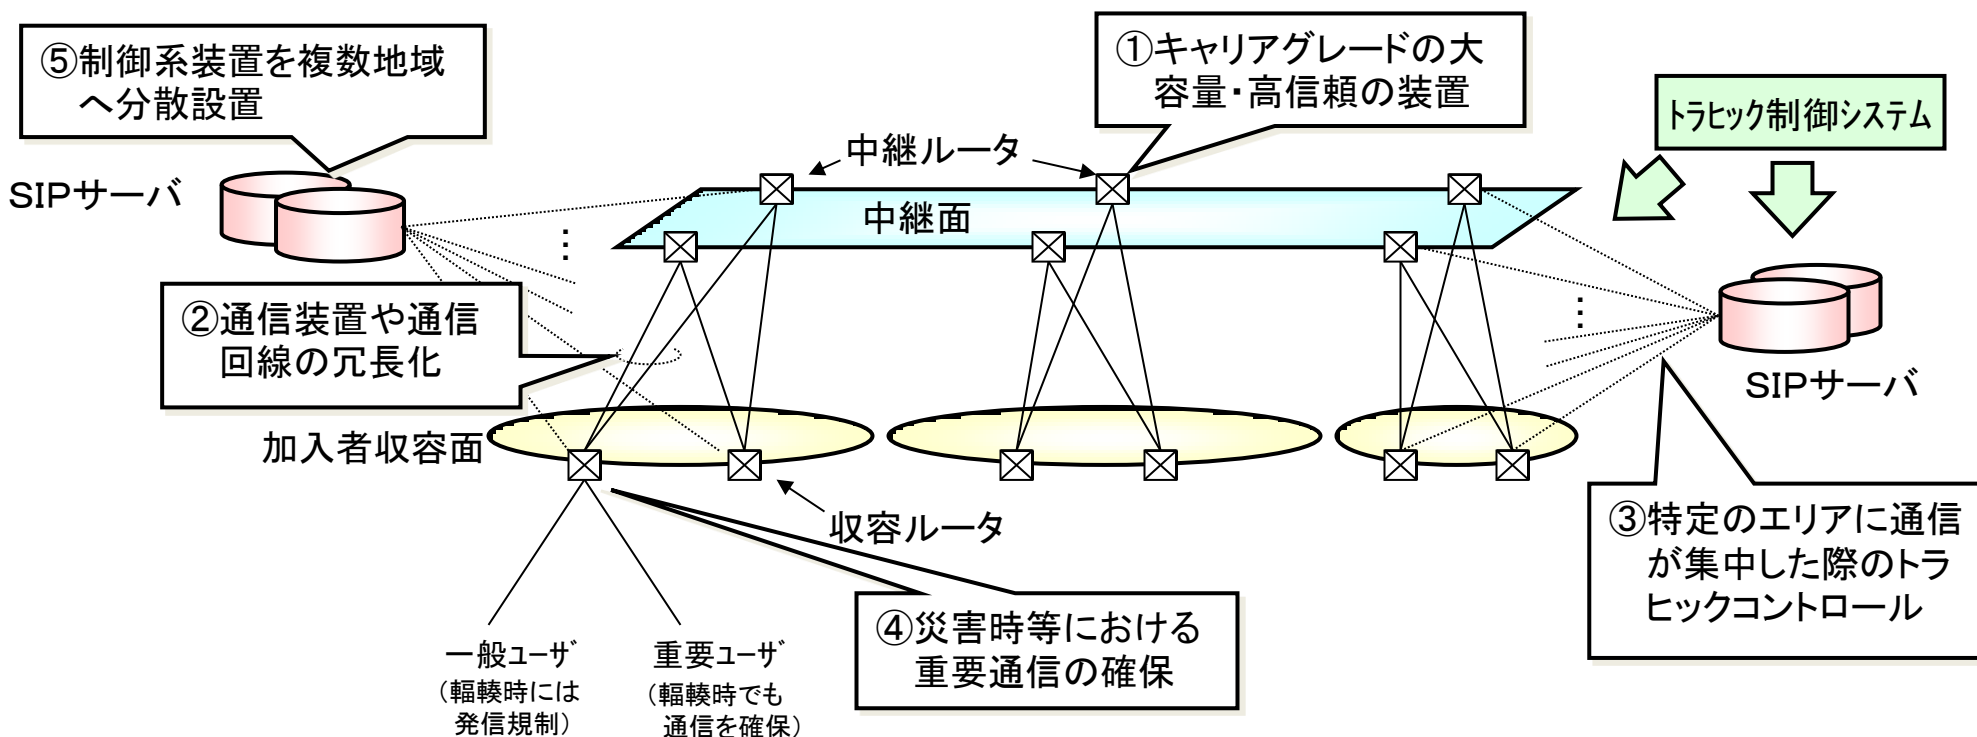 ⑤制御系装置を複数地域
へ分散設置
①キャリアグレードの大
容量・高信頼の装置
トラヒック制御システム
中継ルータ
SIPサーバ
中継面
②通信装置や通信
回線の冗長化
SIPサーバ
加入者収容面
収容ルータ
③特定のエリアに通信
が集中した際のトラ
ヒックコントロール
④災害時等における
重要通信の確保
一般ユーザ
(輻輳時には
発信規制)
重要ユーザ
(輻輳時でも
通信を確保)